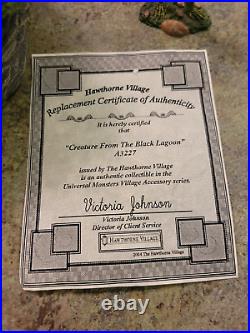 Hawthorne Village
Replacement Certificate of Authenticity
It is hereby certified
that
"Creature From The Black Lagoon"
A3227
issued by The Hawthorne Village
is an authentic collectible in the
Universal Monsters Village Accessory series.
Victoria Johnson
Victoria Johnson
Director of Client Service
HAWTHORNE VILLAGE
2004 The Hawthorne Village